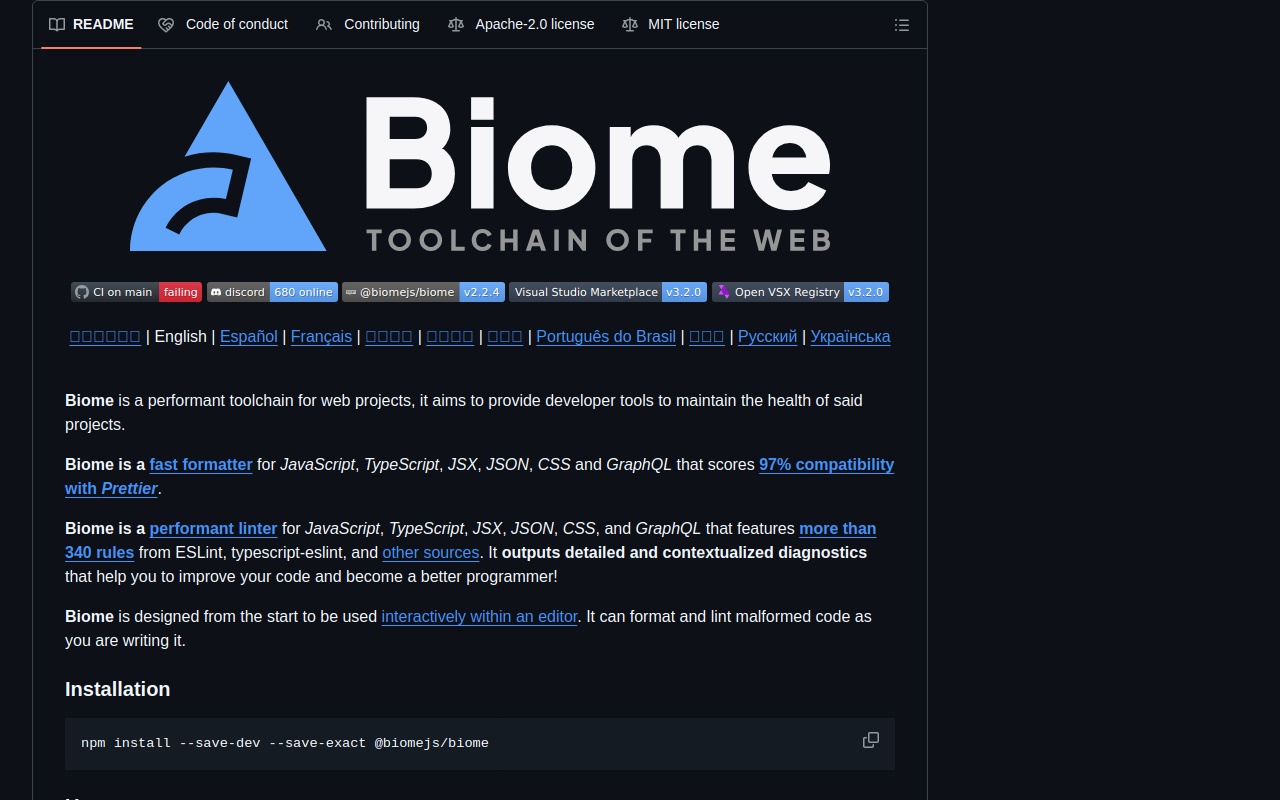 README Code of conduct Contributing Apache-2.0 license MIT license
Biome
TOOLCHAIN OF THE WEB
CI on main failing discord 680 online @biomejs/biome v2.2.4 Visual Studio Marketplace v3.2.0 Open VSX Registry v3.2.0
| English | Español | Français | | | | Português do Brasil | | Русский | Українська
Biome is a performant toolchain for web projects, it aims to provide developer tools to maintain the health of said
projects.
Biome is a fast formatter for JavaScript, TypeScript, JSX, JSON, CSS and GraphQL that scores 97% compatibility
with Prettier.
Biome is a performant linter for JavaScript, TypeScript, JSX, JSON, CSS, and GraphQL that features more than
340 rules from ESLint, typescript-eslint, and other sources. It outputs detailed and contextualized diagnostics
that help you to improve your code and become a better programmer!
Biome is designed from the start to be used interactively within an editor. It can format and lint malformed code as
you are writing it.
Installation
npm install --save-dev --save-exact @biomejs/biome